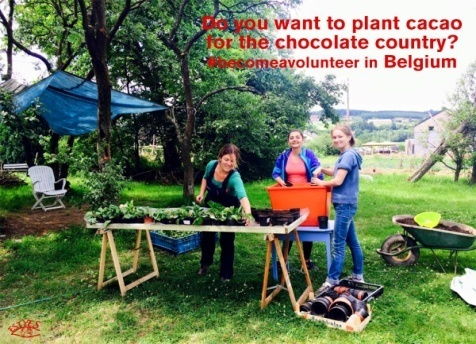 Do you want to plant cacao
for the chocolate country?
#becomeavolunteer in Belgium